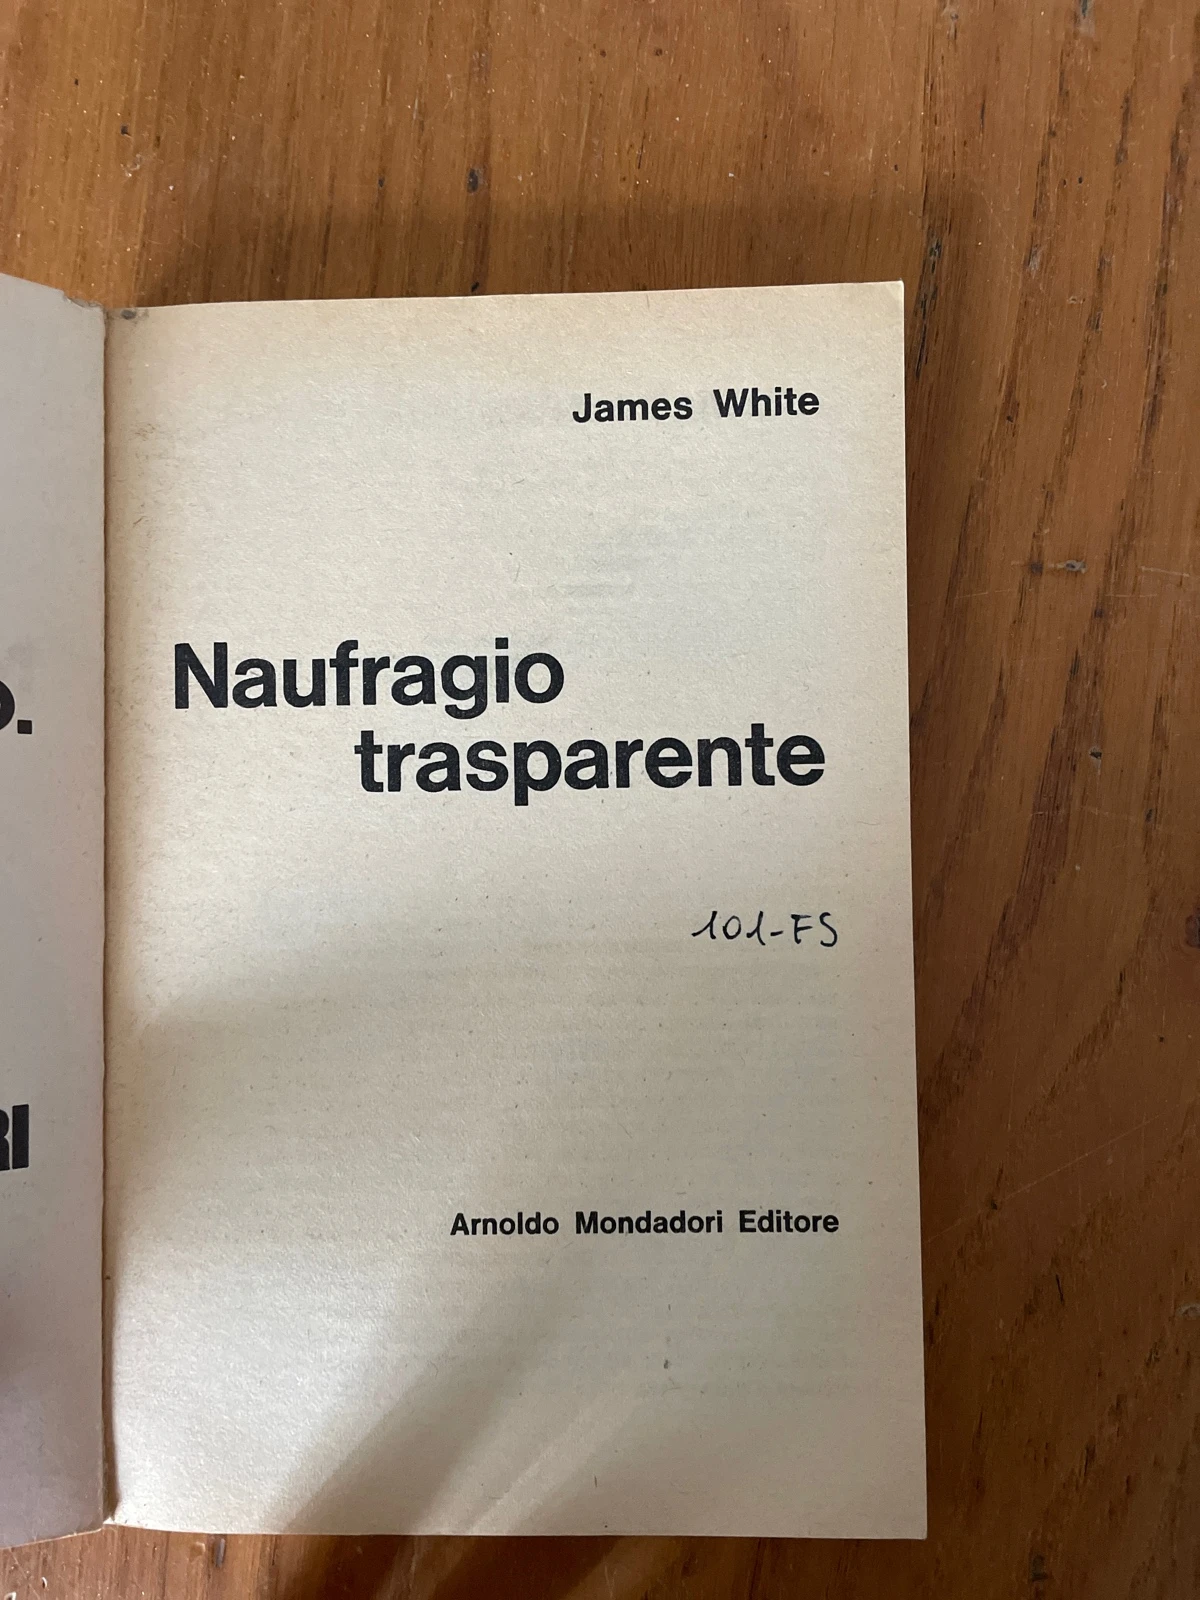 James White
Naufragio
trasparente
101-FS
Arnoldo Mondadori Editore